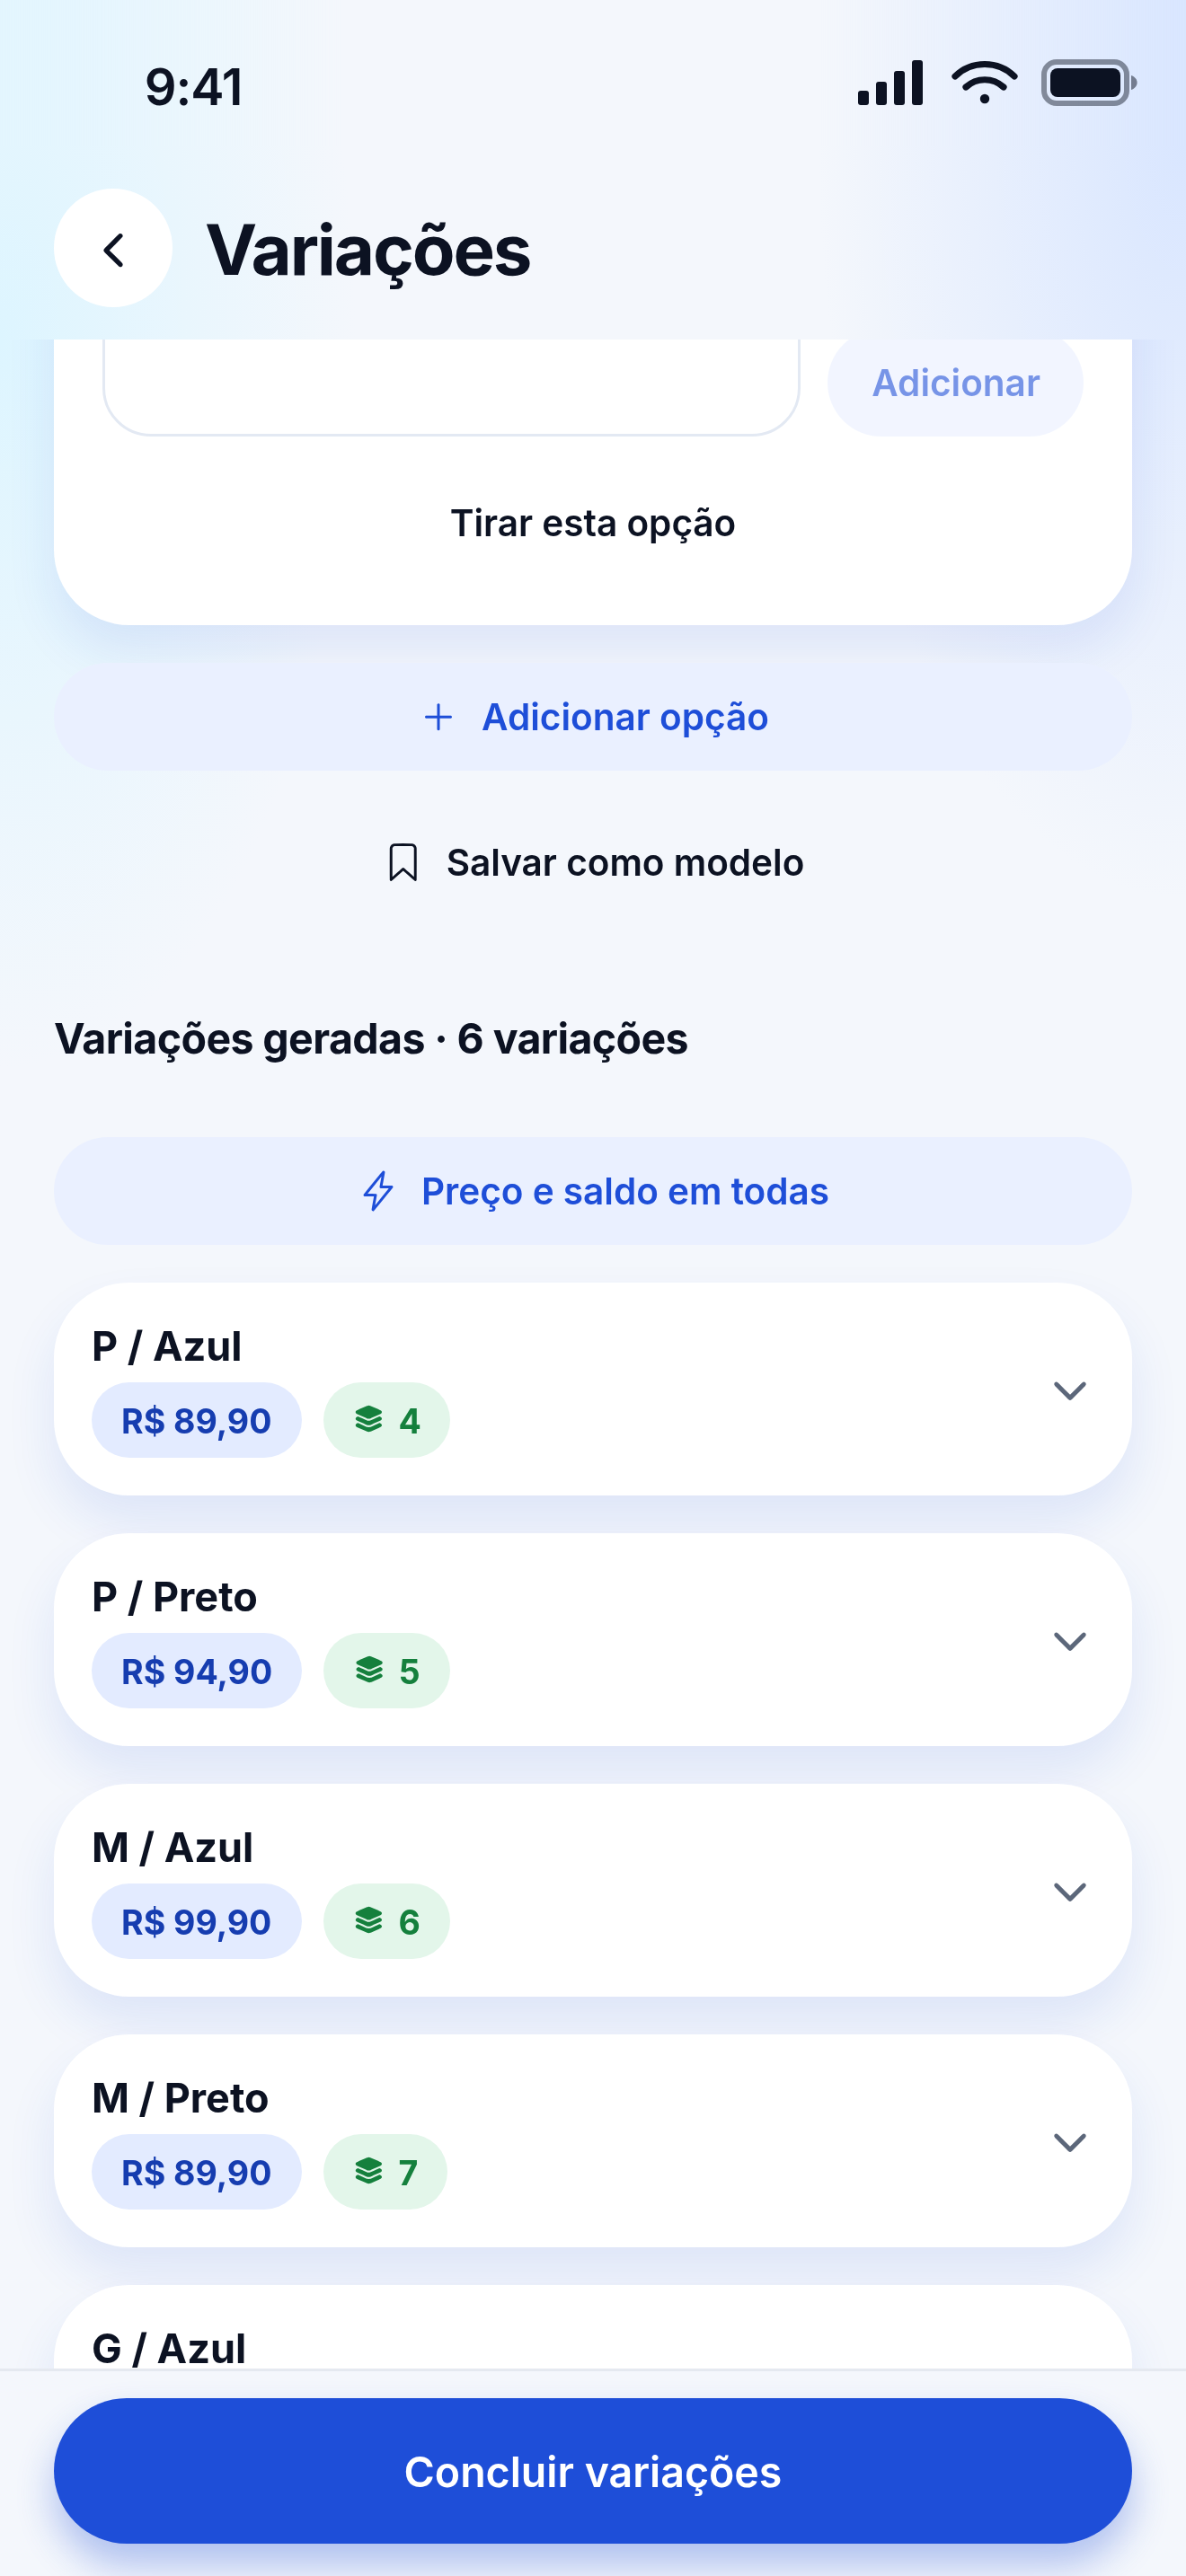 9:41
Variações
Adicionar
Tirar esta opção
Adicionar opção
Salvar como modelo
Variações geradas · 6 variações
Preço e saldo em todas
P / Azul
R$ 89,90
4
P / Preto
R$ 94,90
5
M / Azul
R$ 99,90
6
M / Preto
R$ 89,90
7
G / Azul
Concluir variações